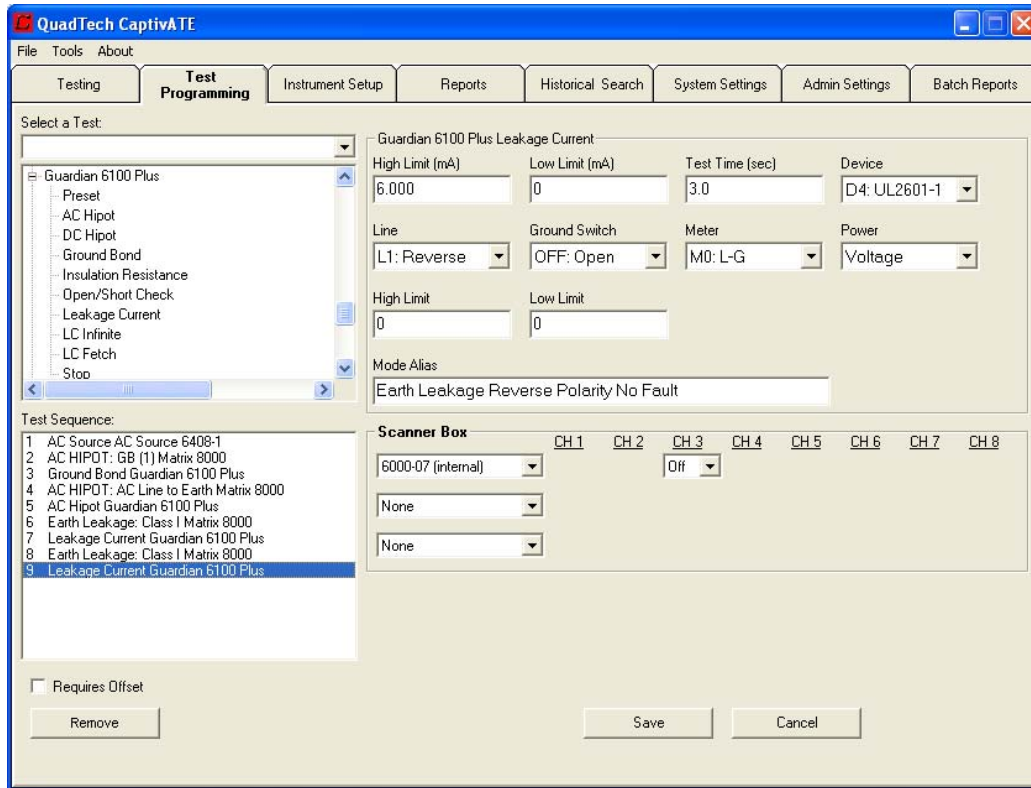 QuadTech CaptivATE
File Tools About
Testing
Test Programming
Instrument Setup
Reports
Historical Search
System Settings
Admin Settings
Batch Reports
Select a Test:
Guardian 6100 Plus
Preset
AC Hipot
DC Hipot
Ground Bond
Insulation Resistance
Open/Short Check
Leakage Current
LC Infinite
LC Fetch
Stop
Guardian 6100 Plus Leakage Current
High Limit (mA) Low Limit (mA) Test Time (sec) Device
6.000 0 3.0 D4: UL2601-1
Line Ground Switch Meter Power
L1: Reverse OFF: Open M0: L-G Voltage
High Limit Low Limit
0 0
Mode Alias
Earth Leakage Reverse Polarity No Fault
Test Sequence:
1 AC Source AC Source 6408-1
2 AC HIPOT: GB (1) Matrix 8000
3 Ground Bond Guardian 6100 Plus
4 AC HIPOT: AC Line to Earth Matrix 8000
5 AC Hipot Guardian 6100 Plus
6 Earth Leakage: Class I Matrix 8000
7 Leakage Current Guardian 6100 Plus
8 Earth Leakage: Class I Matrix 8000
9 Leakage Current Guardian 6100 Plus
Scanner Box CH 1 CH 2 CH 3 CH 4 CH 5 CH 6 CH 7 CH 8
6000-07 (internal) Off
None
None
Requires Offset
Remove Save Cancel